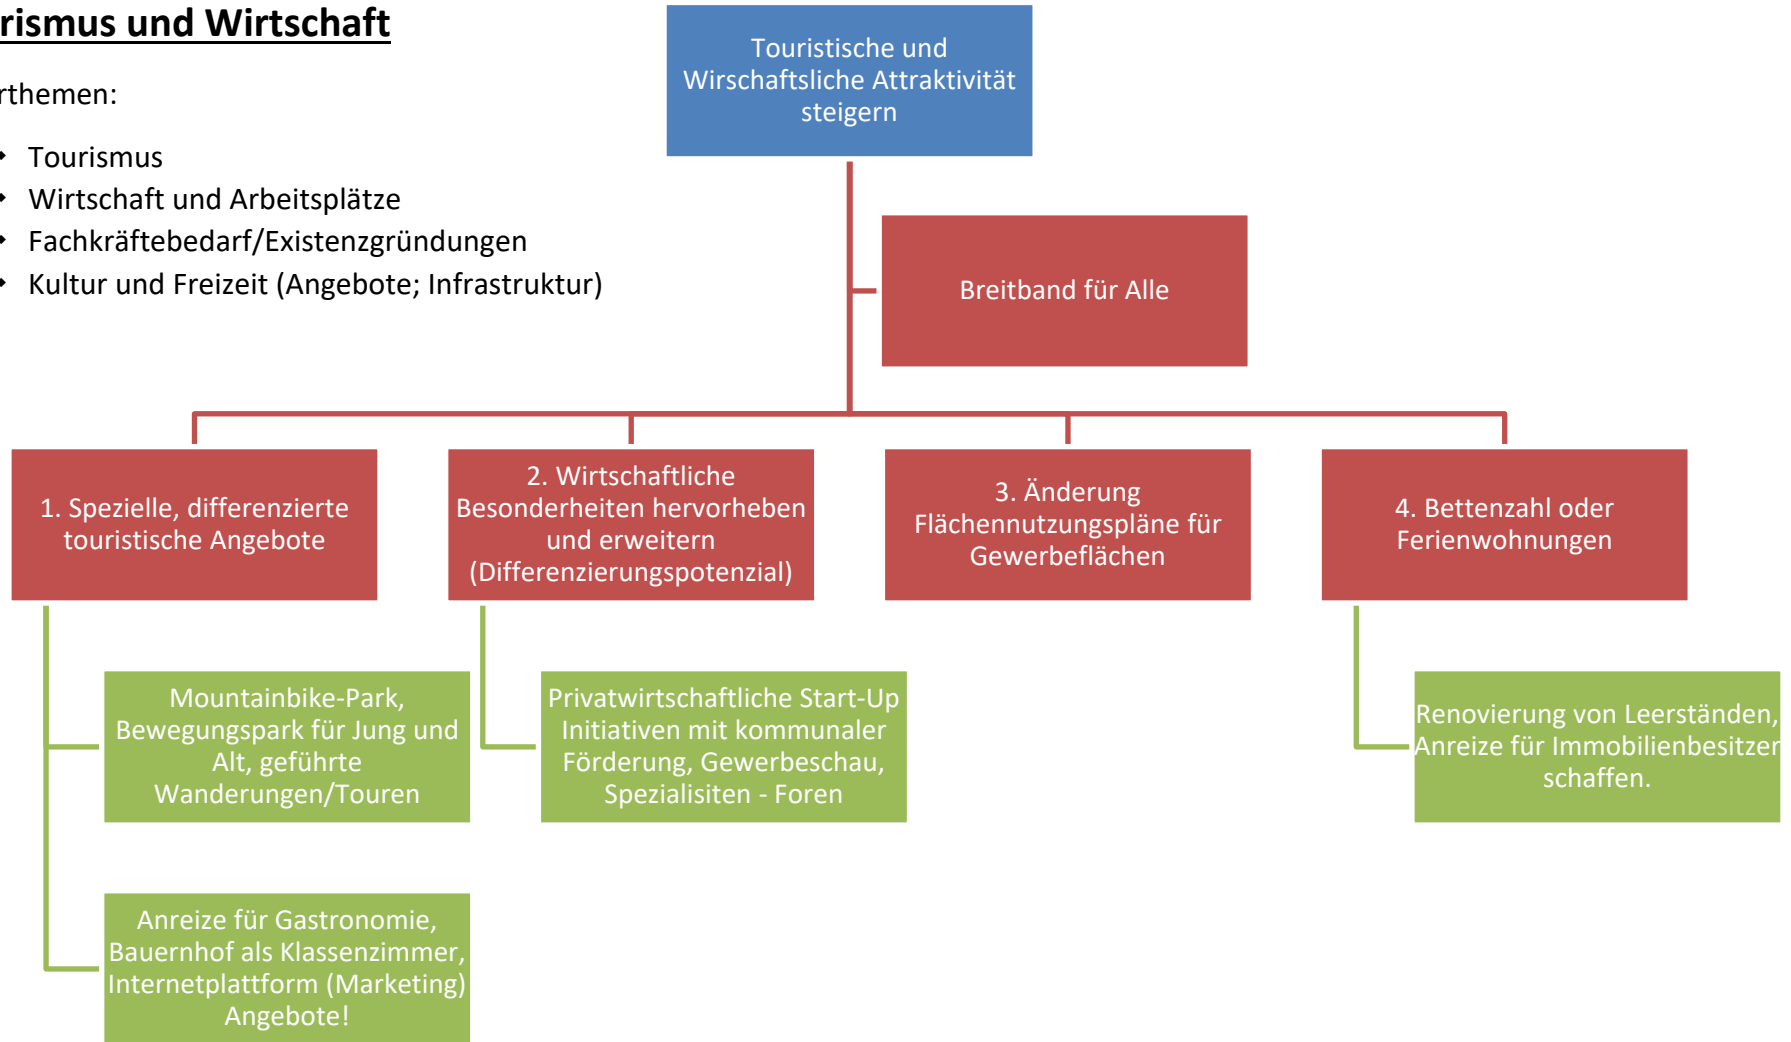 rismus und Wirtschaft
rthemen:
Tourismus
Wirtschaft und Arbeitsplätze
Fachkräftebedarf/Existenzgründungen
Kultur und Freizeit (Angebote; Infrastruktur)
Touristische und
Wirschaftsliche Attraktivität
steigern
Breitband für Alle
1. Spezielle, differenzierte
touristische Angebote
2. Wirtschaftliche
Besonderheiten hervorheben
und erweitern
(Differenzierungspotenzial)
3. Änderung
Flächennutzungspläne für
Gewerbeflächen
4. Bettenzahl oder
Ferienwohnungen
Mountainbike-Park,
Bewegungspark für Jung und
Alt, geführte
Wanderungen/Touren
Privatwirtschaftliche Start-Up
Initiativen mit kommunaler
Förderung, Gewerbeschau,
Spezialisiten - Foren
Renovierung von Leerständen,
Anreize für Immobilienbesitzer
schaffen.
Anreize für Gastronomie,
Bauernhof als Klassenzimmer,
Internetplattform (Marketing)
Angebote!